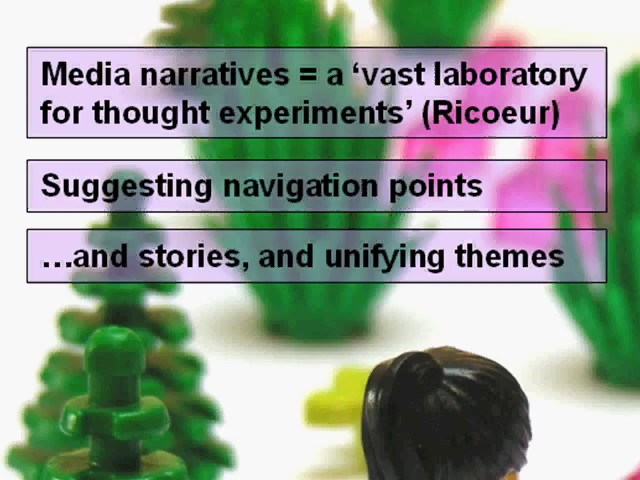 Media narratives = a ‘vast laboratory
for thought experiments’ (Ricoeur)
Suggesting navigation points
…and stories, and unifying themes